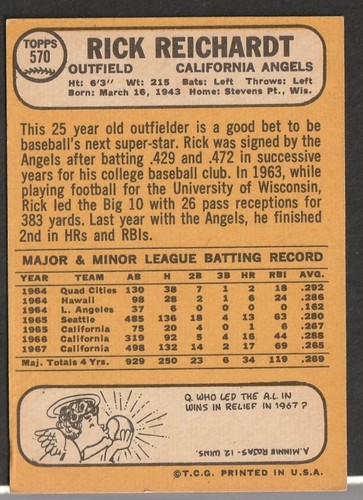 TOPPS
570
RICK REICHARDT
OUTFIELD CALIFORNIA ANGELS
Ht: 6'3" Wt: 215 Bats: Left Throws: Left
Born: March 16, 1943 Home: Stevens Pt., Wis.
This 25 year old outfielder is a good bet to be
baseball's next super-star. Rick was signed by the
Angels after batting .429 and .472 in successive
years for his college baseball club. In 1963, while
playing football for the University of Wisconsin,
Rick led the Big 10 with 26 pass receptions for
383 yards. Last year with the Angels, he finished
2nd in HRs and RBIs.
MAJOR & MINOR LEAGUE BATTING RECORD
YEAR TEAM AB H 2B 3B HR RBI AVG.
1964 Quad Cities 130 38 7 1 2 18 .292
1964 Hawaii 98 28 2 1 6 24 .286
1964 L. Angeles 37 6 0 0 0 0 .162
1965 Seattle 485 136 18 4 13 63 .280
1965 California 75 20 4 0 1 6 .267
1966 California 319 92 5 4 16 44 .288
1967 California 498 132 14 2 17 69 .265
Maj. Totals 4 Yrs. 929 250 23 6 34 119 .269
Q. WHO LED THE A.L. IN
WINS IN RELIEF IN 1967?
A. MINNIE ROJAS - 12 WINS.
©T.C.G. PRINTED IN U.S.A.